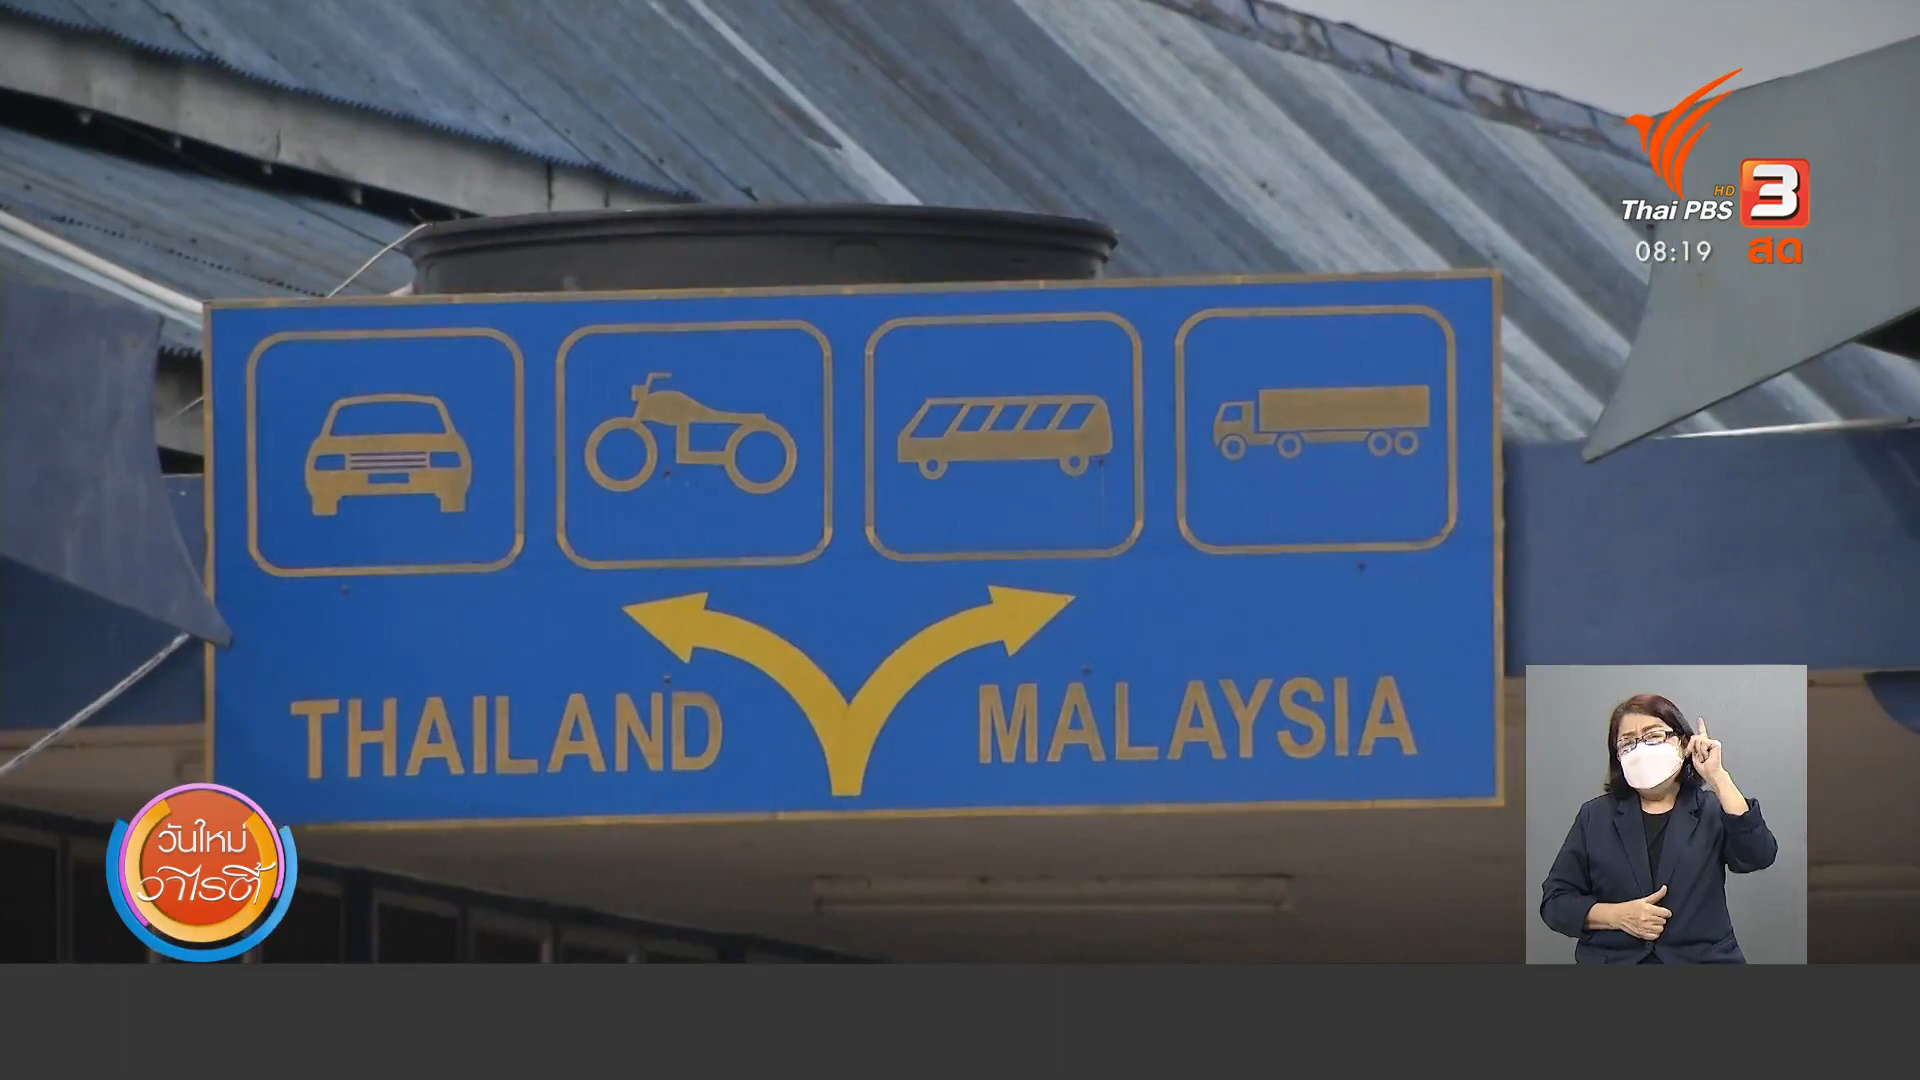 HD
Thai PBS 3
08:19 สด
THAILAND MALAYSIA
วันใหม่
วาไรตี้